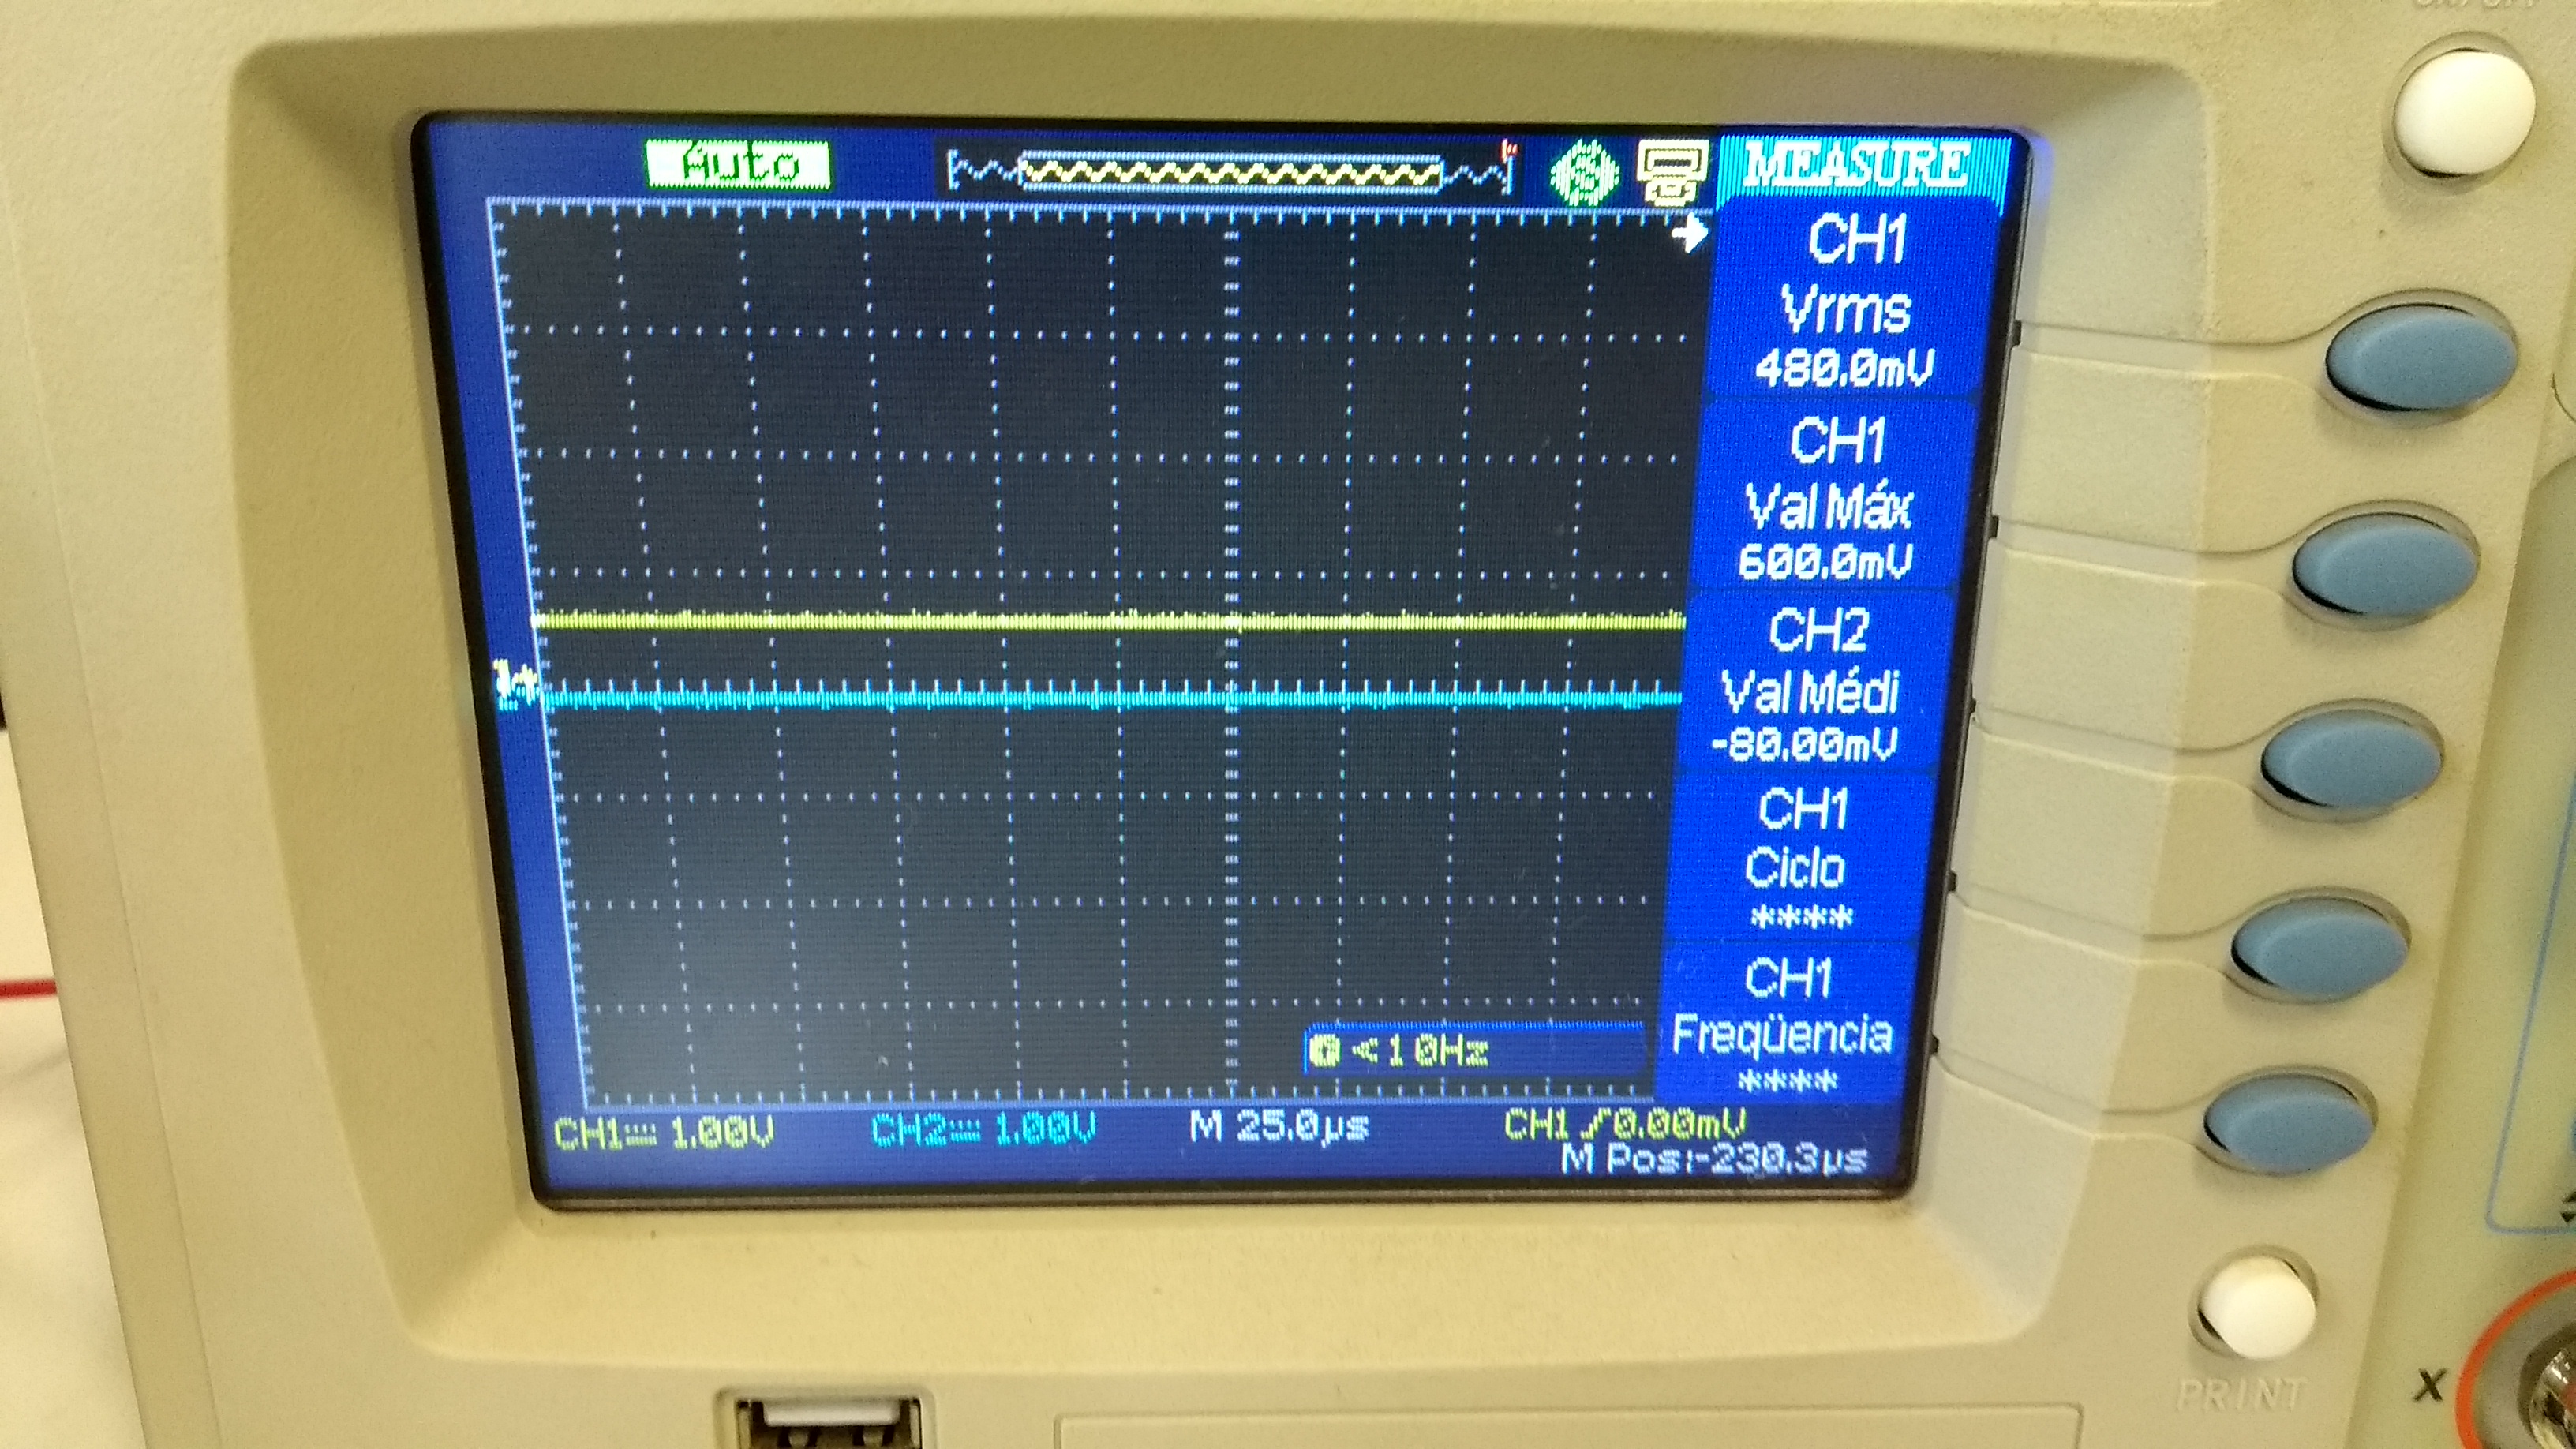 Auto
MEASURE
CH1
Vrms
480.0mV
CH1
Val Máx
600.0mV
CH2
Val Médi
-80.00mV
CH1
Ciclo
****
CH1
Freqüencia
****
<10Hz
CH1 1.00V CH2 1.00V M 25.0µs CH1 0.00mV
M Pos:-230.3µs
PRINT
X